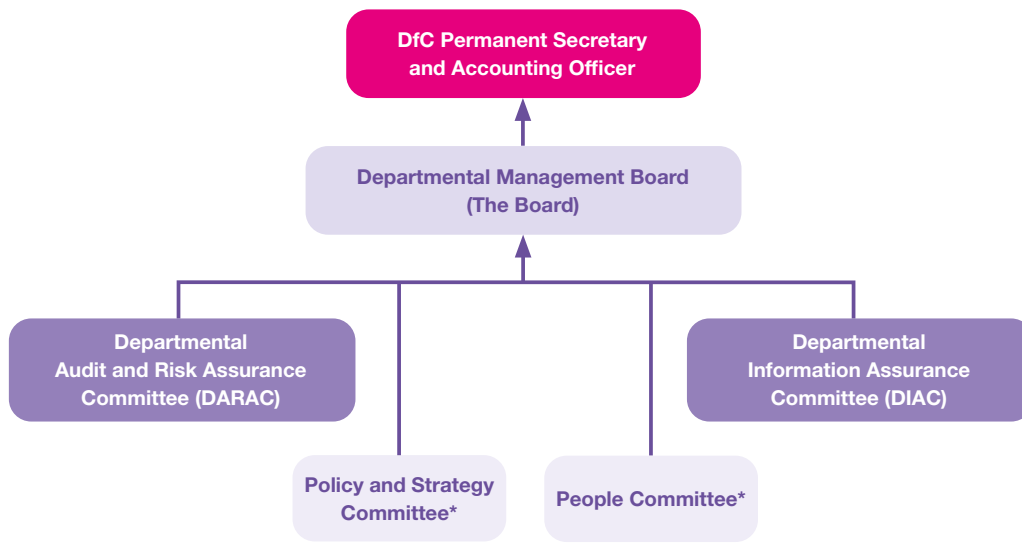 DfC Permanent Secretary
and Accounting Officer
Departmental Management Board
(The Board)
Departmental
Audit and Risk Assurance
Committee (DARAC)
Departmental
Information Assurance
Committee (DIAC)
Policy and Strategy
Committee*
People Committee*